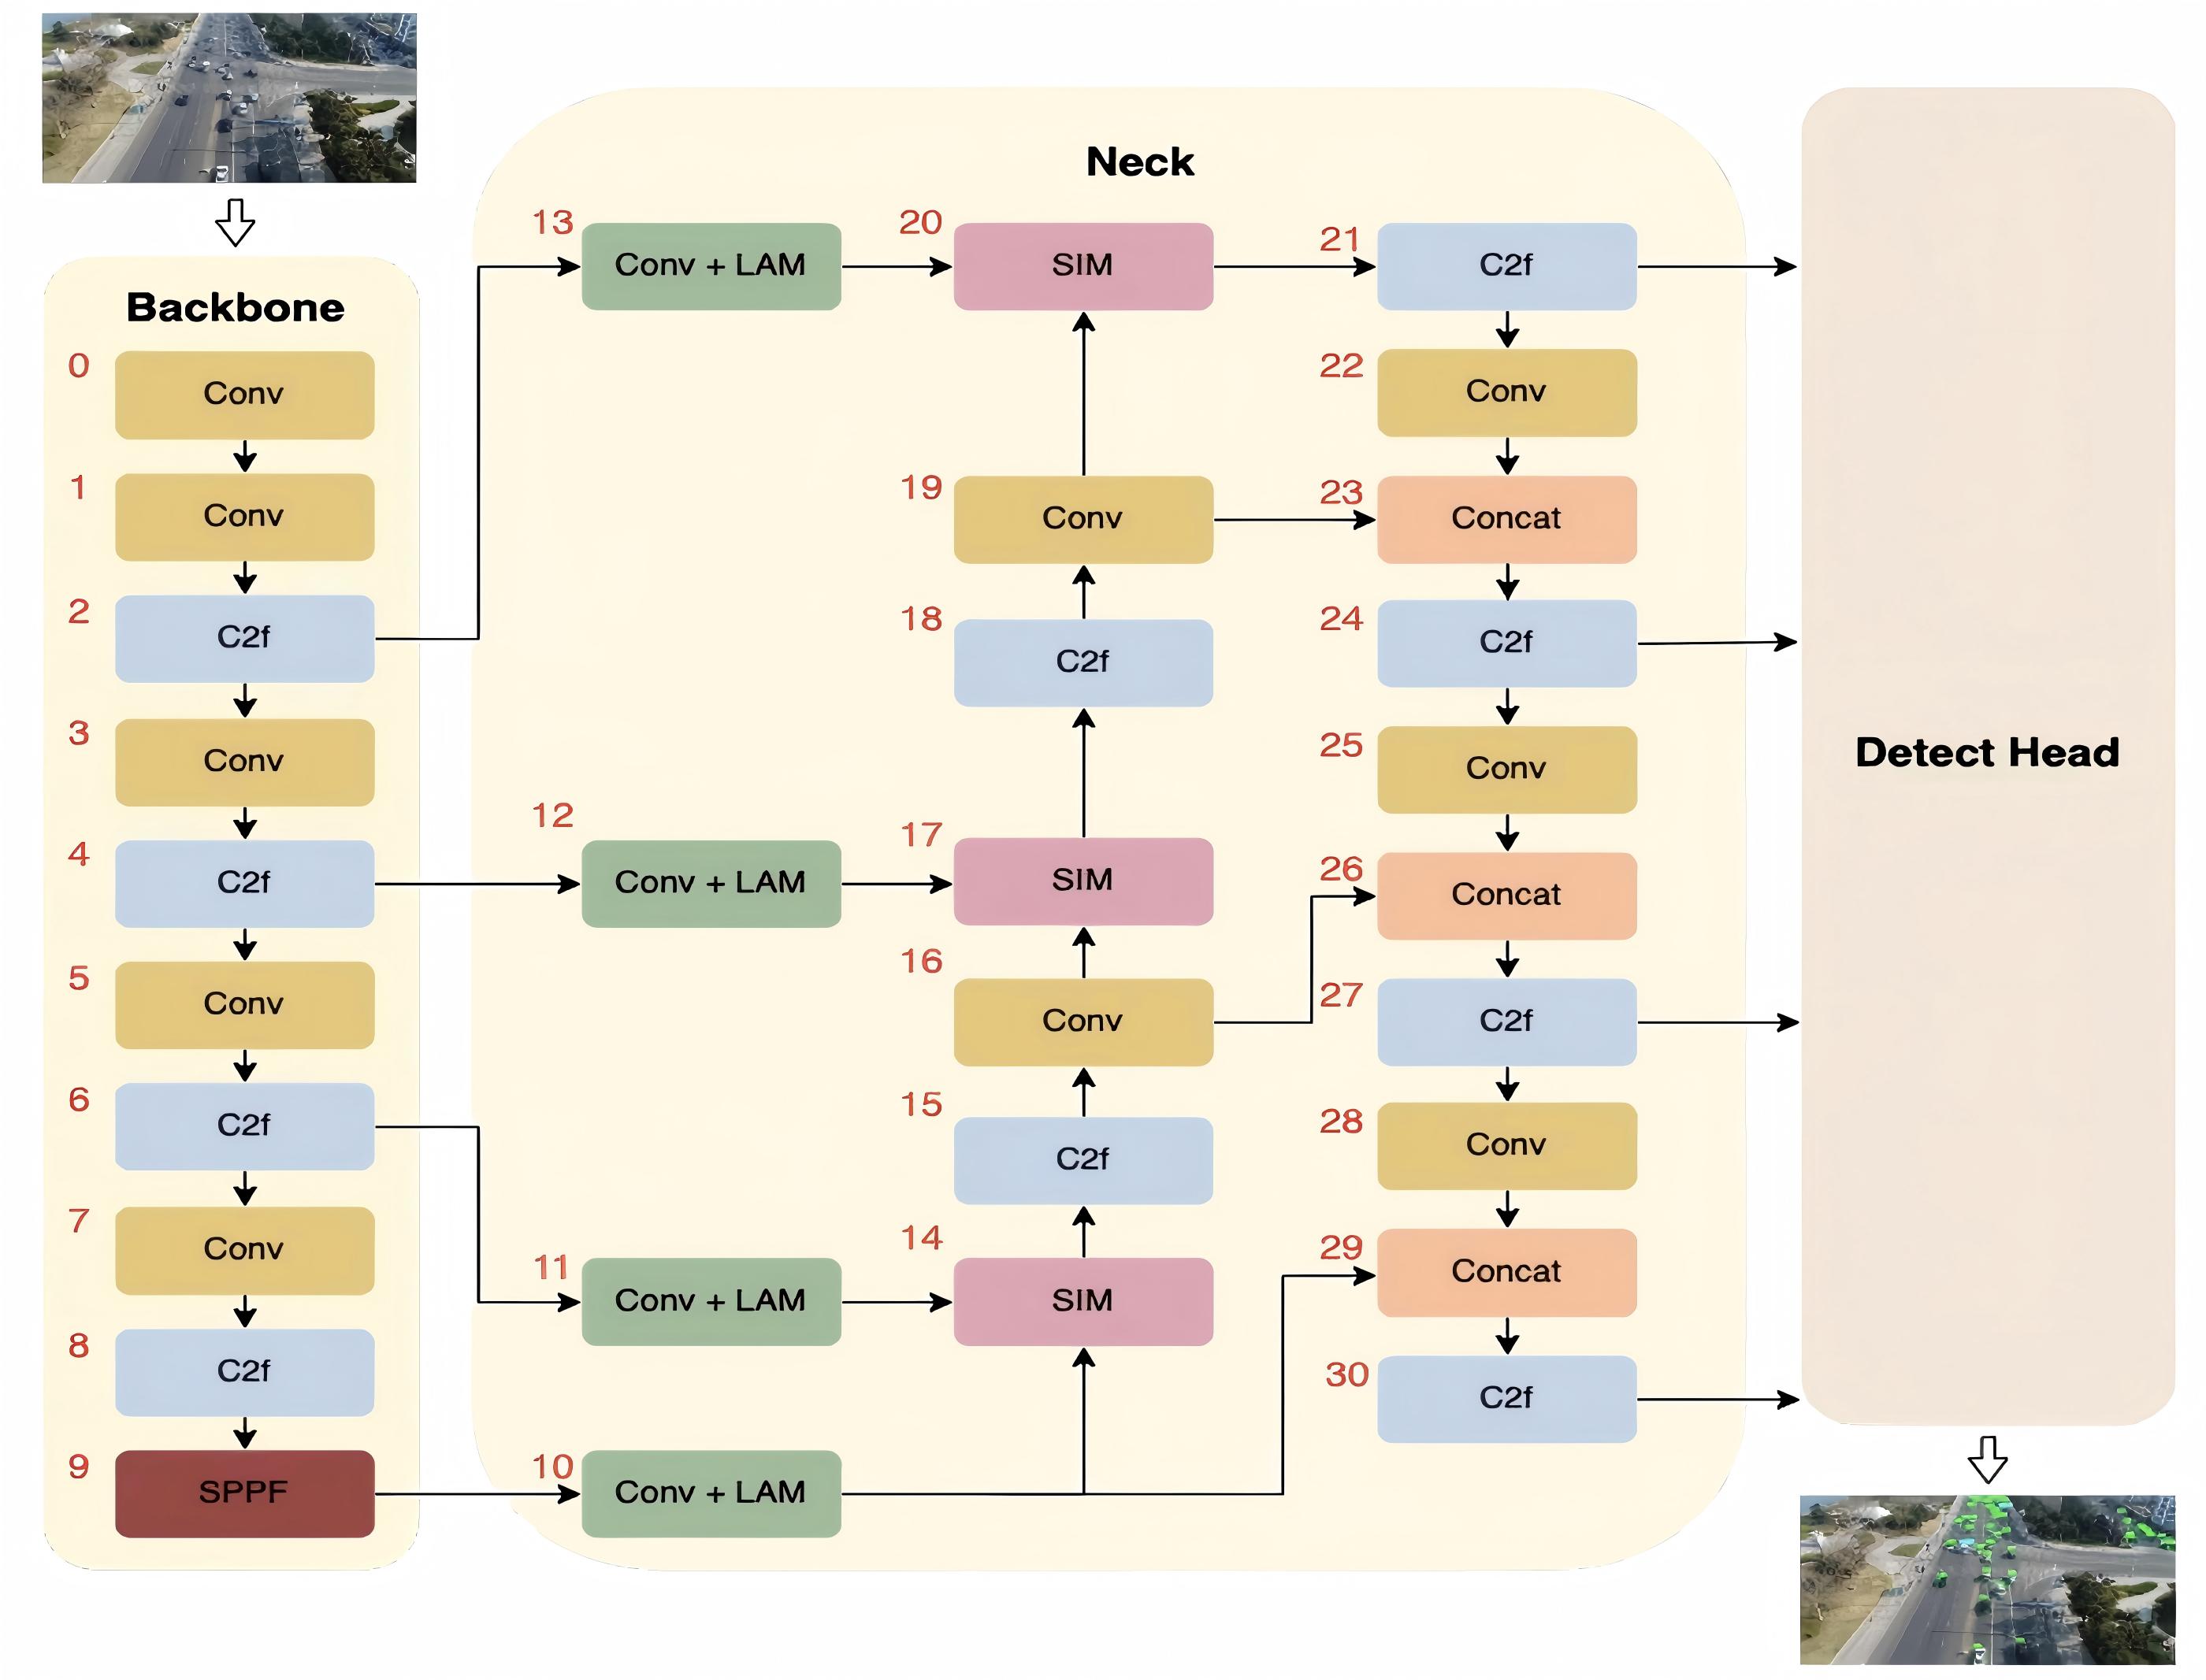 Backbone
0
Conv
1
Conv
2
C2f
3
Conv
4
C2f
5
Conv
6
C2f
7
Conv
8
C2f
9
SPPF
Neck
13
Conv + LAM
12
Conv + LAM
11
Conv + LAM
10
Conv + LAM
20
SIM
19
Conv
18
C2f
17
SIM
16
Conv
15
C2f
14
SIM
21
C2f
22
Conv
23
Concat
24
C2f
25
Conv
26
Concat
27
C2f
28
Conv
29
Concat
30
C2f
Detect Head